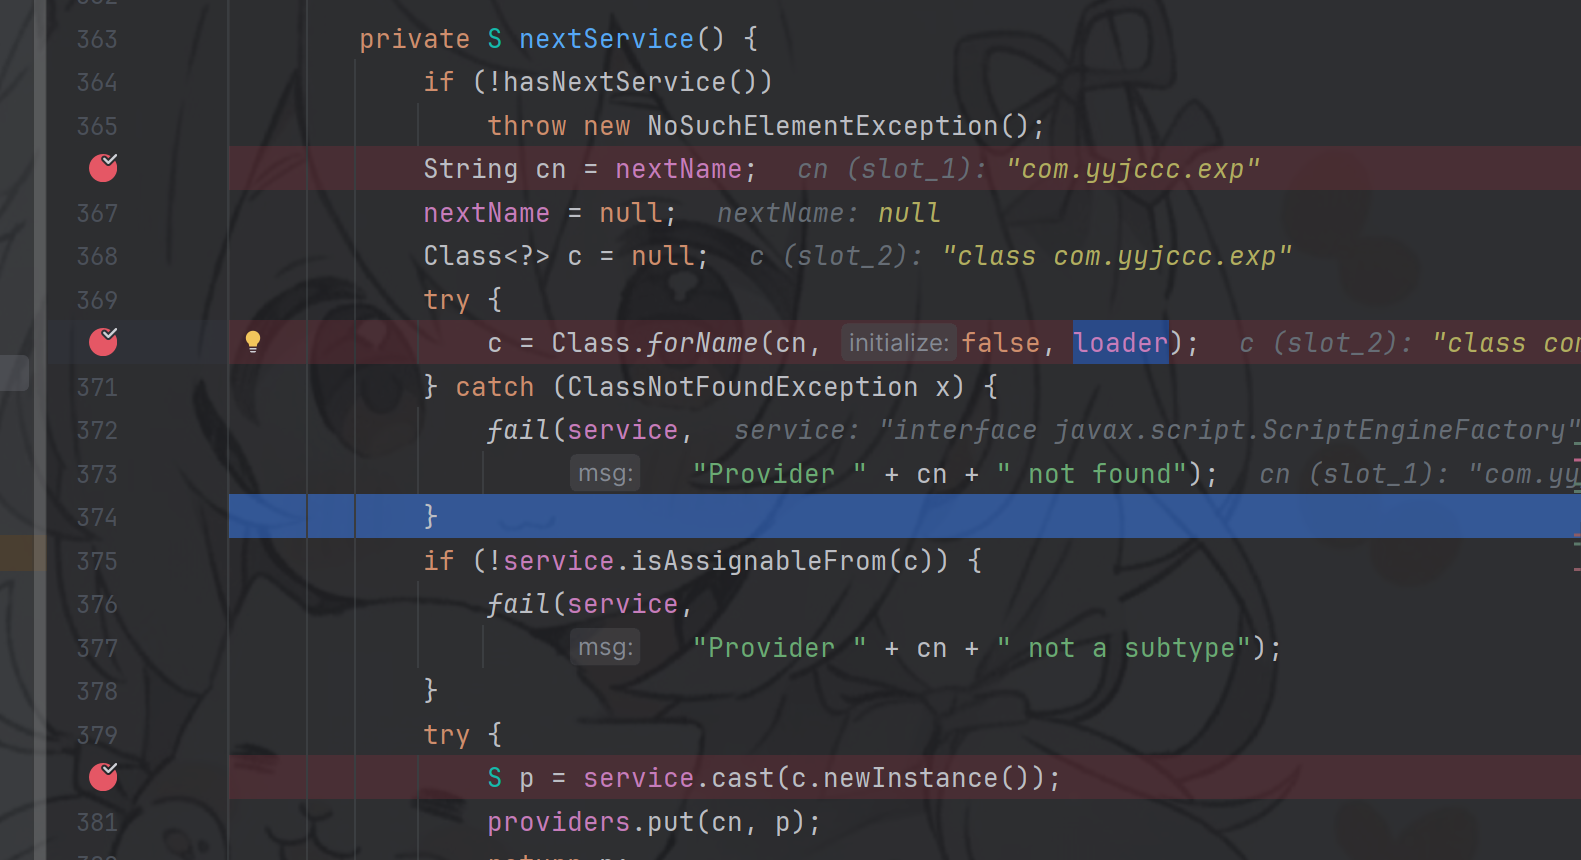 363 private S nextService() {
364 if (!hasNextService())
365 throw new NoSuchElementException();
String cn = nextName; cn (slot_1): "com.yyjccc.exp"
367 nextName = null; nextName: null
368 Class<?> c = null; c (slot_2): "class com.yyjccc.exp"
369 try {
c = Class.forName(cn, initialize: false, loader); c (slot_2): "class co
371 } catch (ClassNotFoundException x) {
372 fail(service, service: "interface javax.script.ScriptEngineFactory"
373 msg: "Provider " + cn + " not found"); cn (slot_1): "com.yy
374 }
375 if (!service.isAssignableFrom(c)) {
376 fail(service,
377 msg: "Provider " + cn + " not a subtype");
378 }
379 try {
S p = service.cast(c.newInstance());
381 providers.put(cn, p);